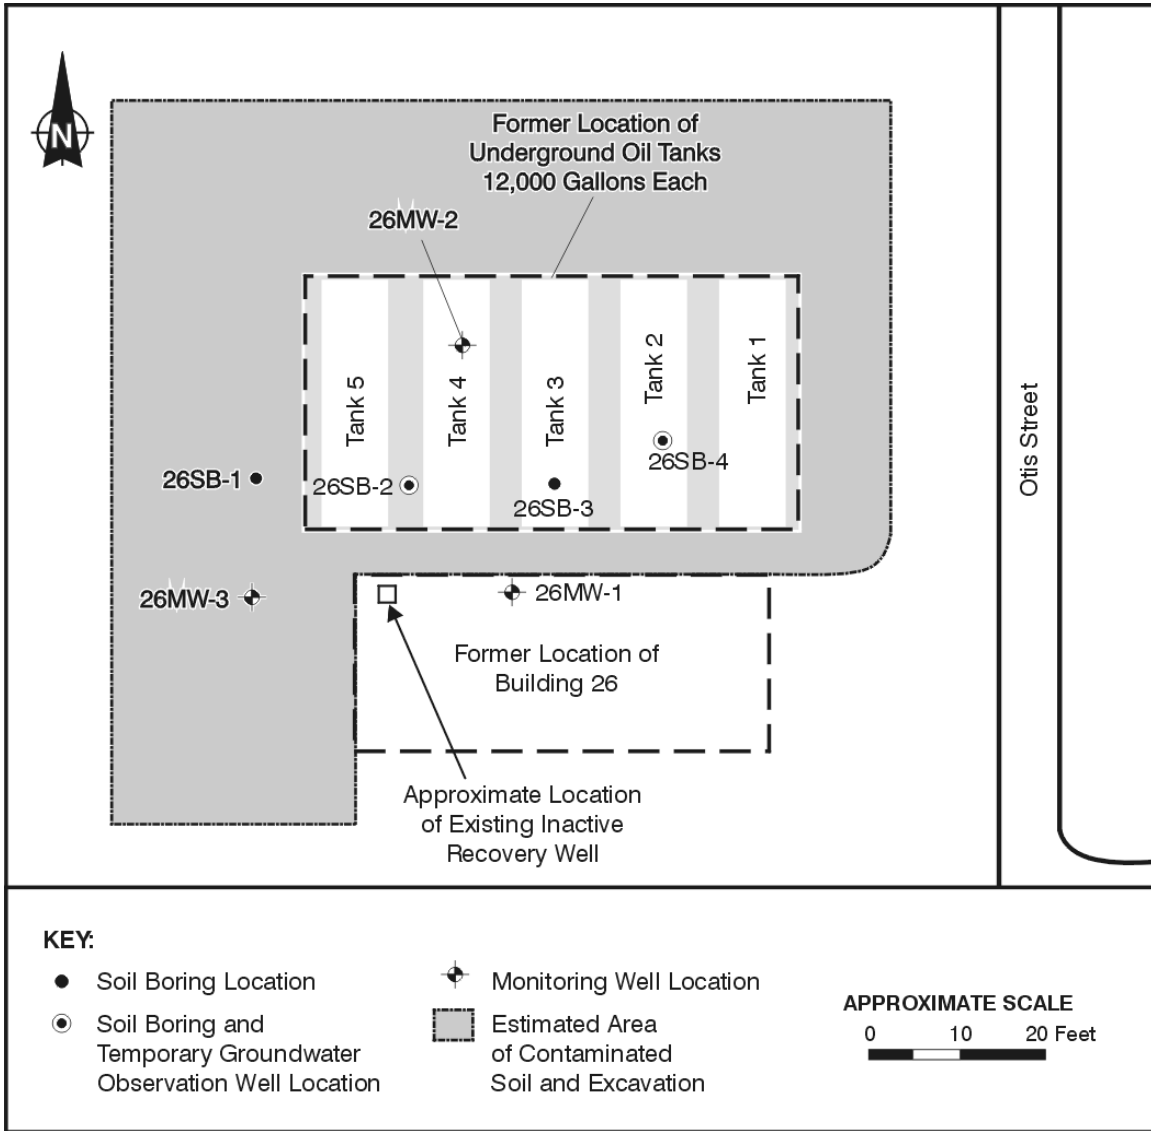 N
Former Location of
Underground Oil Tanks
12,000 Gallons Each
26MW-2
Tank 5
Tank 4
Tank 3
Tank 2
Tank 1
26SB-1
26SB-2
26SB-3
26SB-4
Otis Street
26MW-3
26MW-1
Former Location of
Building 26
Approximate Location
of Existing Inactive
Recovery Well
KEY:
Soil Boring Location
Soil Boring and
Temporary Groundwater
Observation Well Location
Monitoring Well Location
Estimated Area
of Contaminated
Soil and Excavation
APPROXIMATE SCALE
0 10 20 Feet